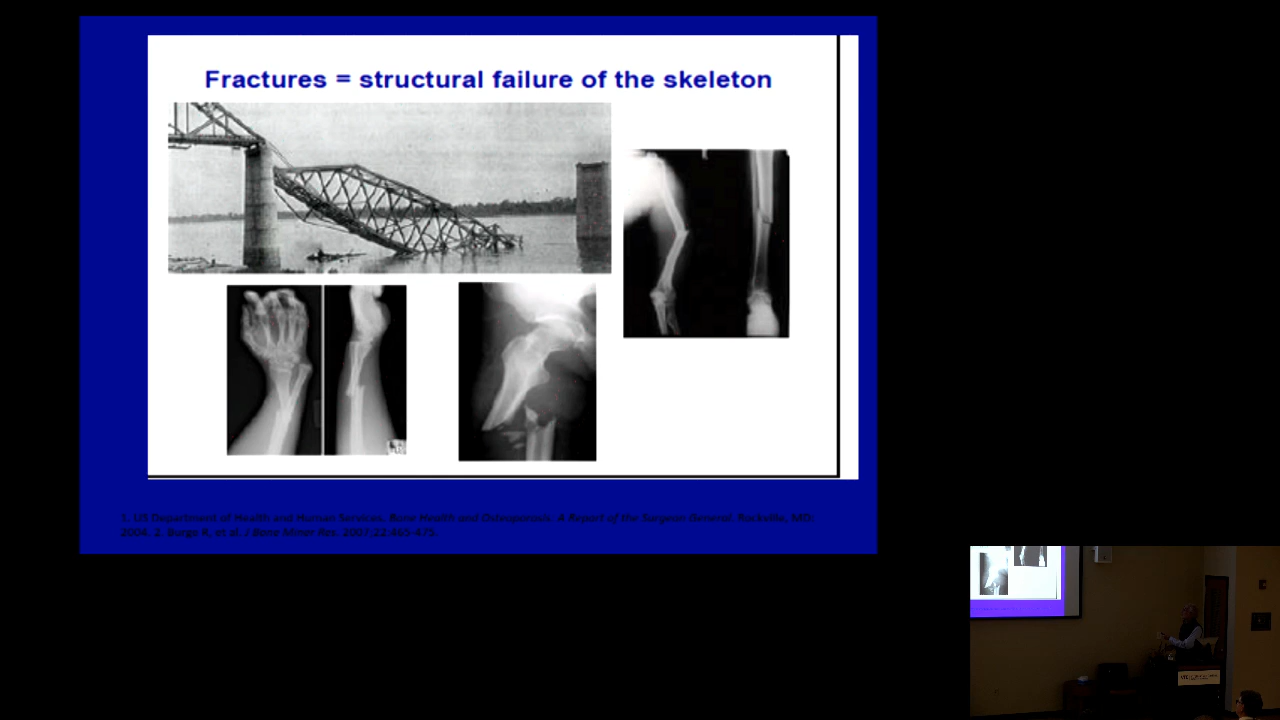 Fractures = structural failure of the skeleton
1. US Department of Health and Human Services. Bone Health and Osteoporosis: A Report of the Surgeon General. Rockville, MD:
2004. 2. Burge R, et al. J Bone Miner Res. 2007;22:465-475.